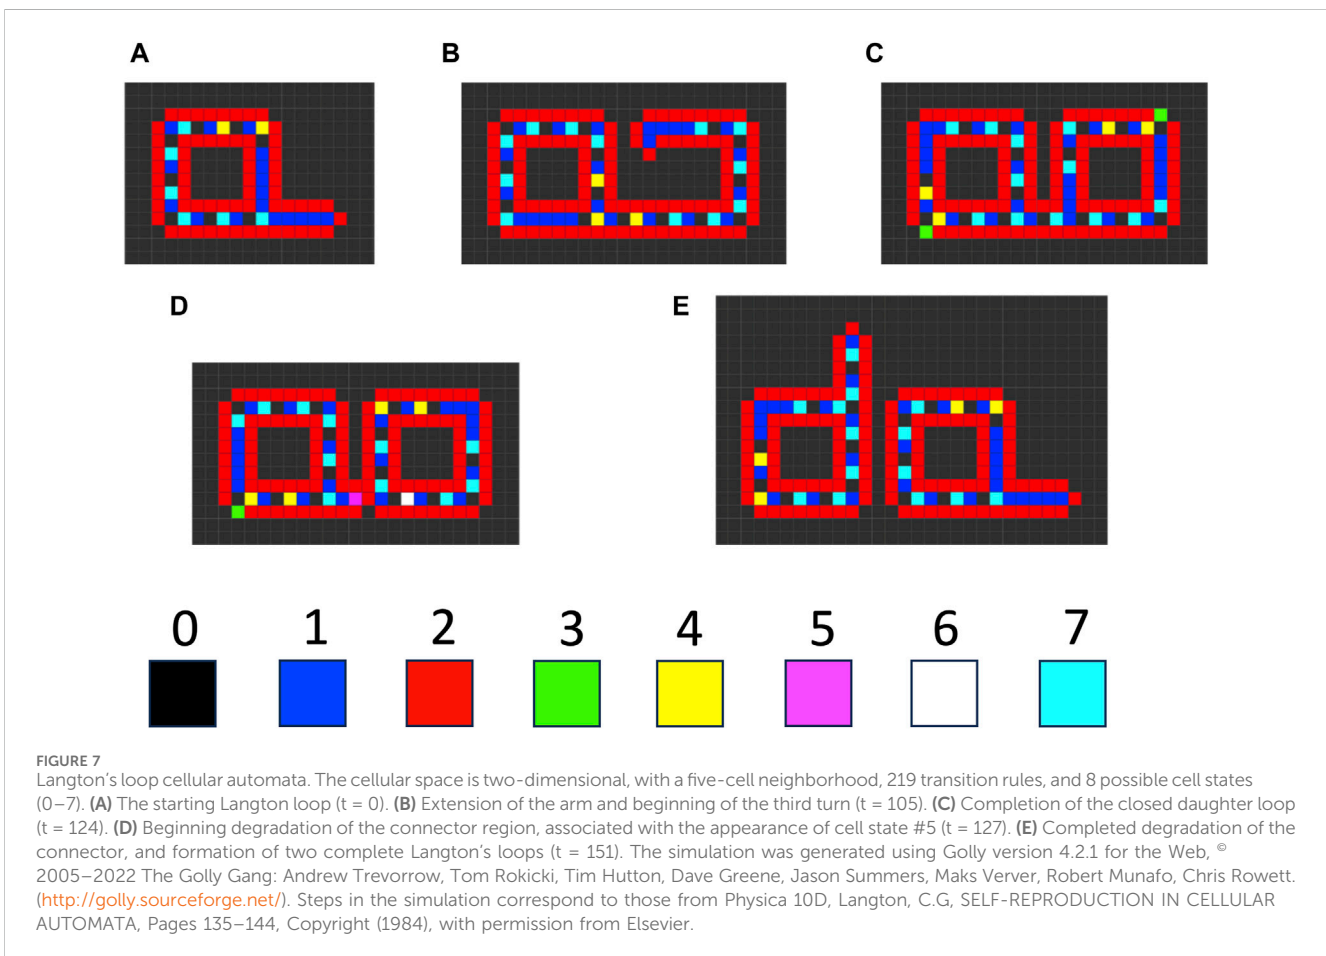 A
B
C
D
E
0 1 2 3 4 5 6 7
FIGURE 7
Langton's loop cellular automata. The cellular space is two-dimensional, with a five-cell neighborhood, 219 transition rules, and 8 possible cell states
(0–7). (A) The starting Langton loop (t = 0). (B) Extension of the arm and beginning of the third turn (t = 105). (C) Completion of the closed daughter loop
(t = 124). (D) Beginning degradation of the connector region, associated with the appearance of cell state #5 (t = 127). (E) Completed degradation of the
connector, and formation of two complete Langton's loops (t = 151). The simulation was generated using Golly version 4.2.1 for the Web, ©
2005–2022 The Golly Gang: Andrew Trevorrow, Tom Rokicki, Tim Hutton, Dave Greene, Jason Summers, Maks Verver, Robert Munafo, Chris Rowett.
(http://golly.sourceforge.net/). Steps in the simulation correspond to those from Physica 10D, Langton, C.G, SELF-REPRODUCTION IN CELLULAR
AUTOMATA, Pages 135–144, Copyright (1984), with permission from Elsevier.